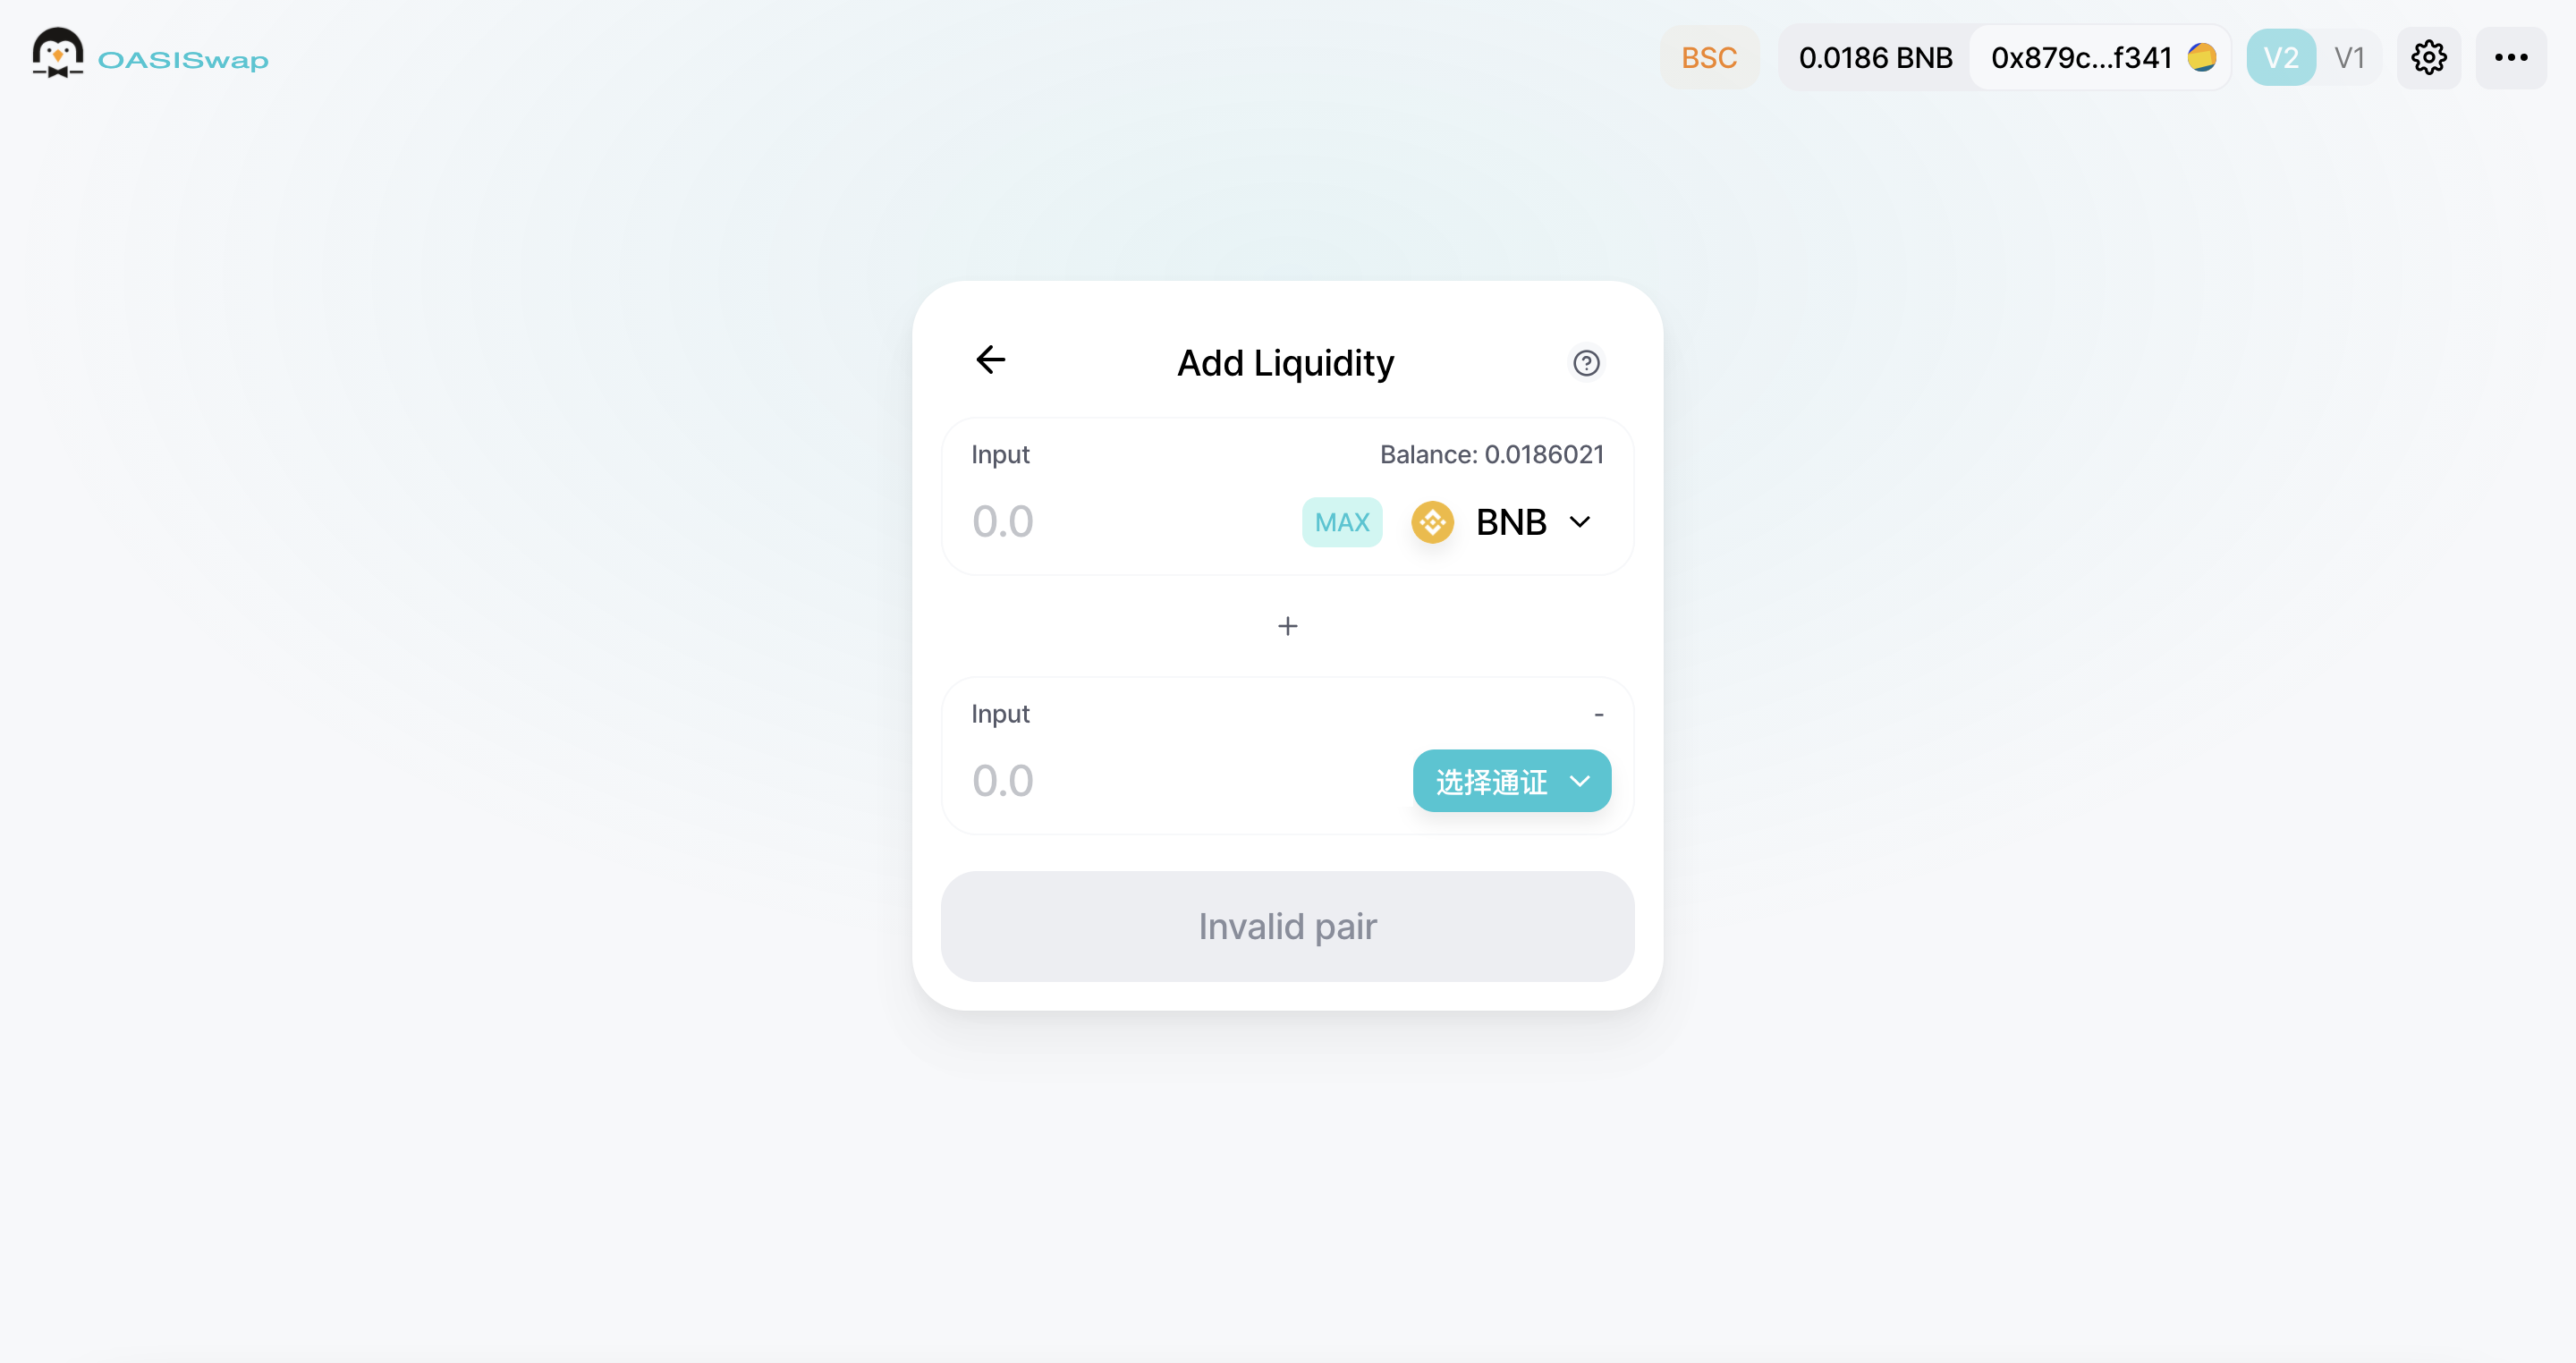 OASISwap
BSC
0.0186 BNB
0x879c...f341
V2
V1
Add Liquidity
Input
Balance: 0.0186021
0.0
MAX
BNB
+
Input
-
0.0
选择通证
Invalid pair